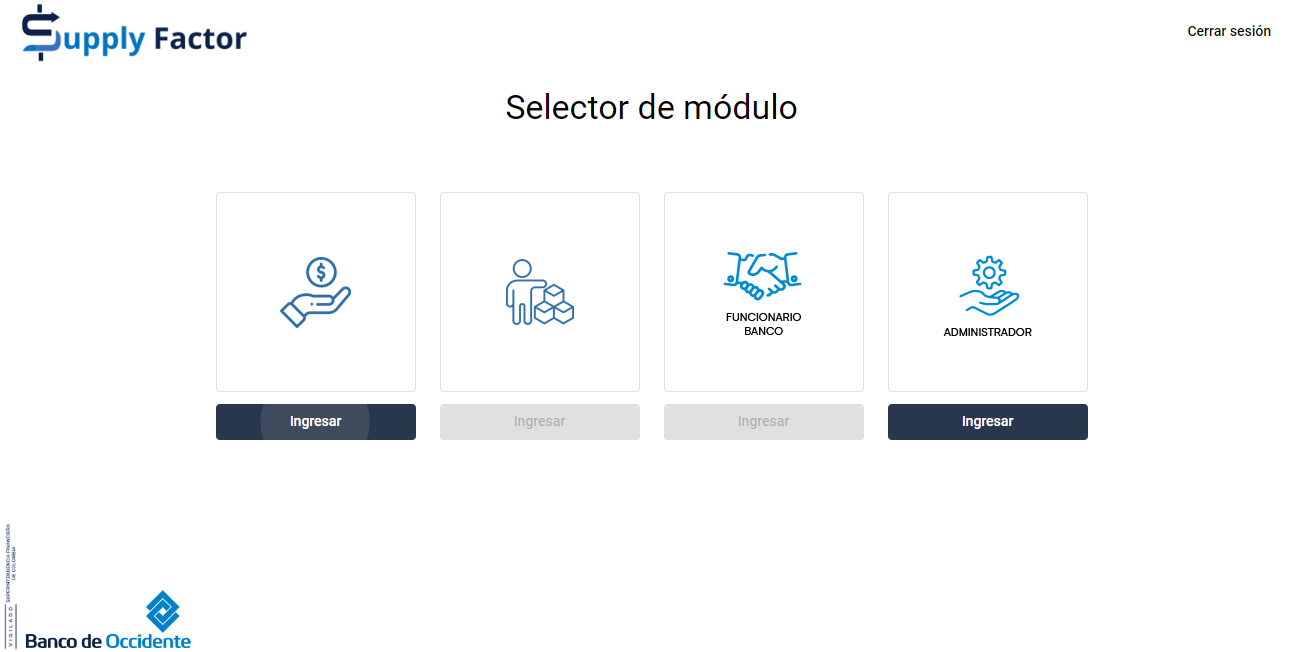 Supply Factor
Cerrar sesión
Selector de módulo
FUNCIONARIO
BANCO
ADMINISTRADOR
Ingresar
Ingresar
Ingresar
Ingresar
VIGILADO
SUPERINTENDENCIA FINANCIERA
DE COLOMBIA
Banco de Occidente